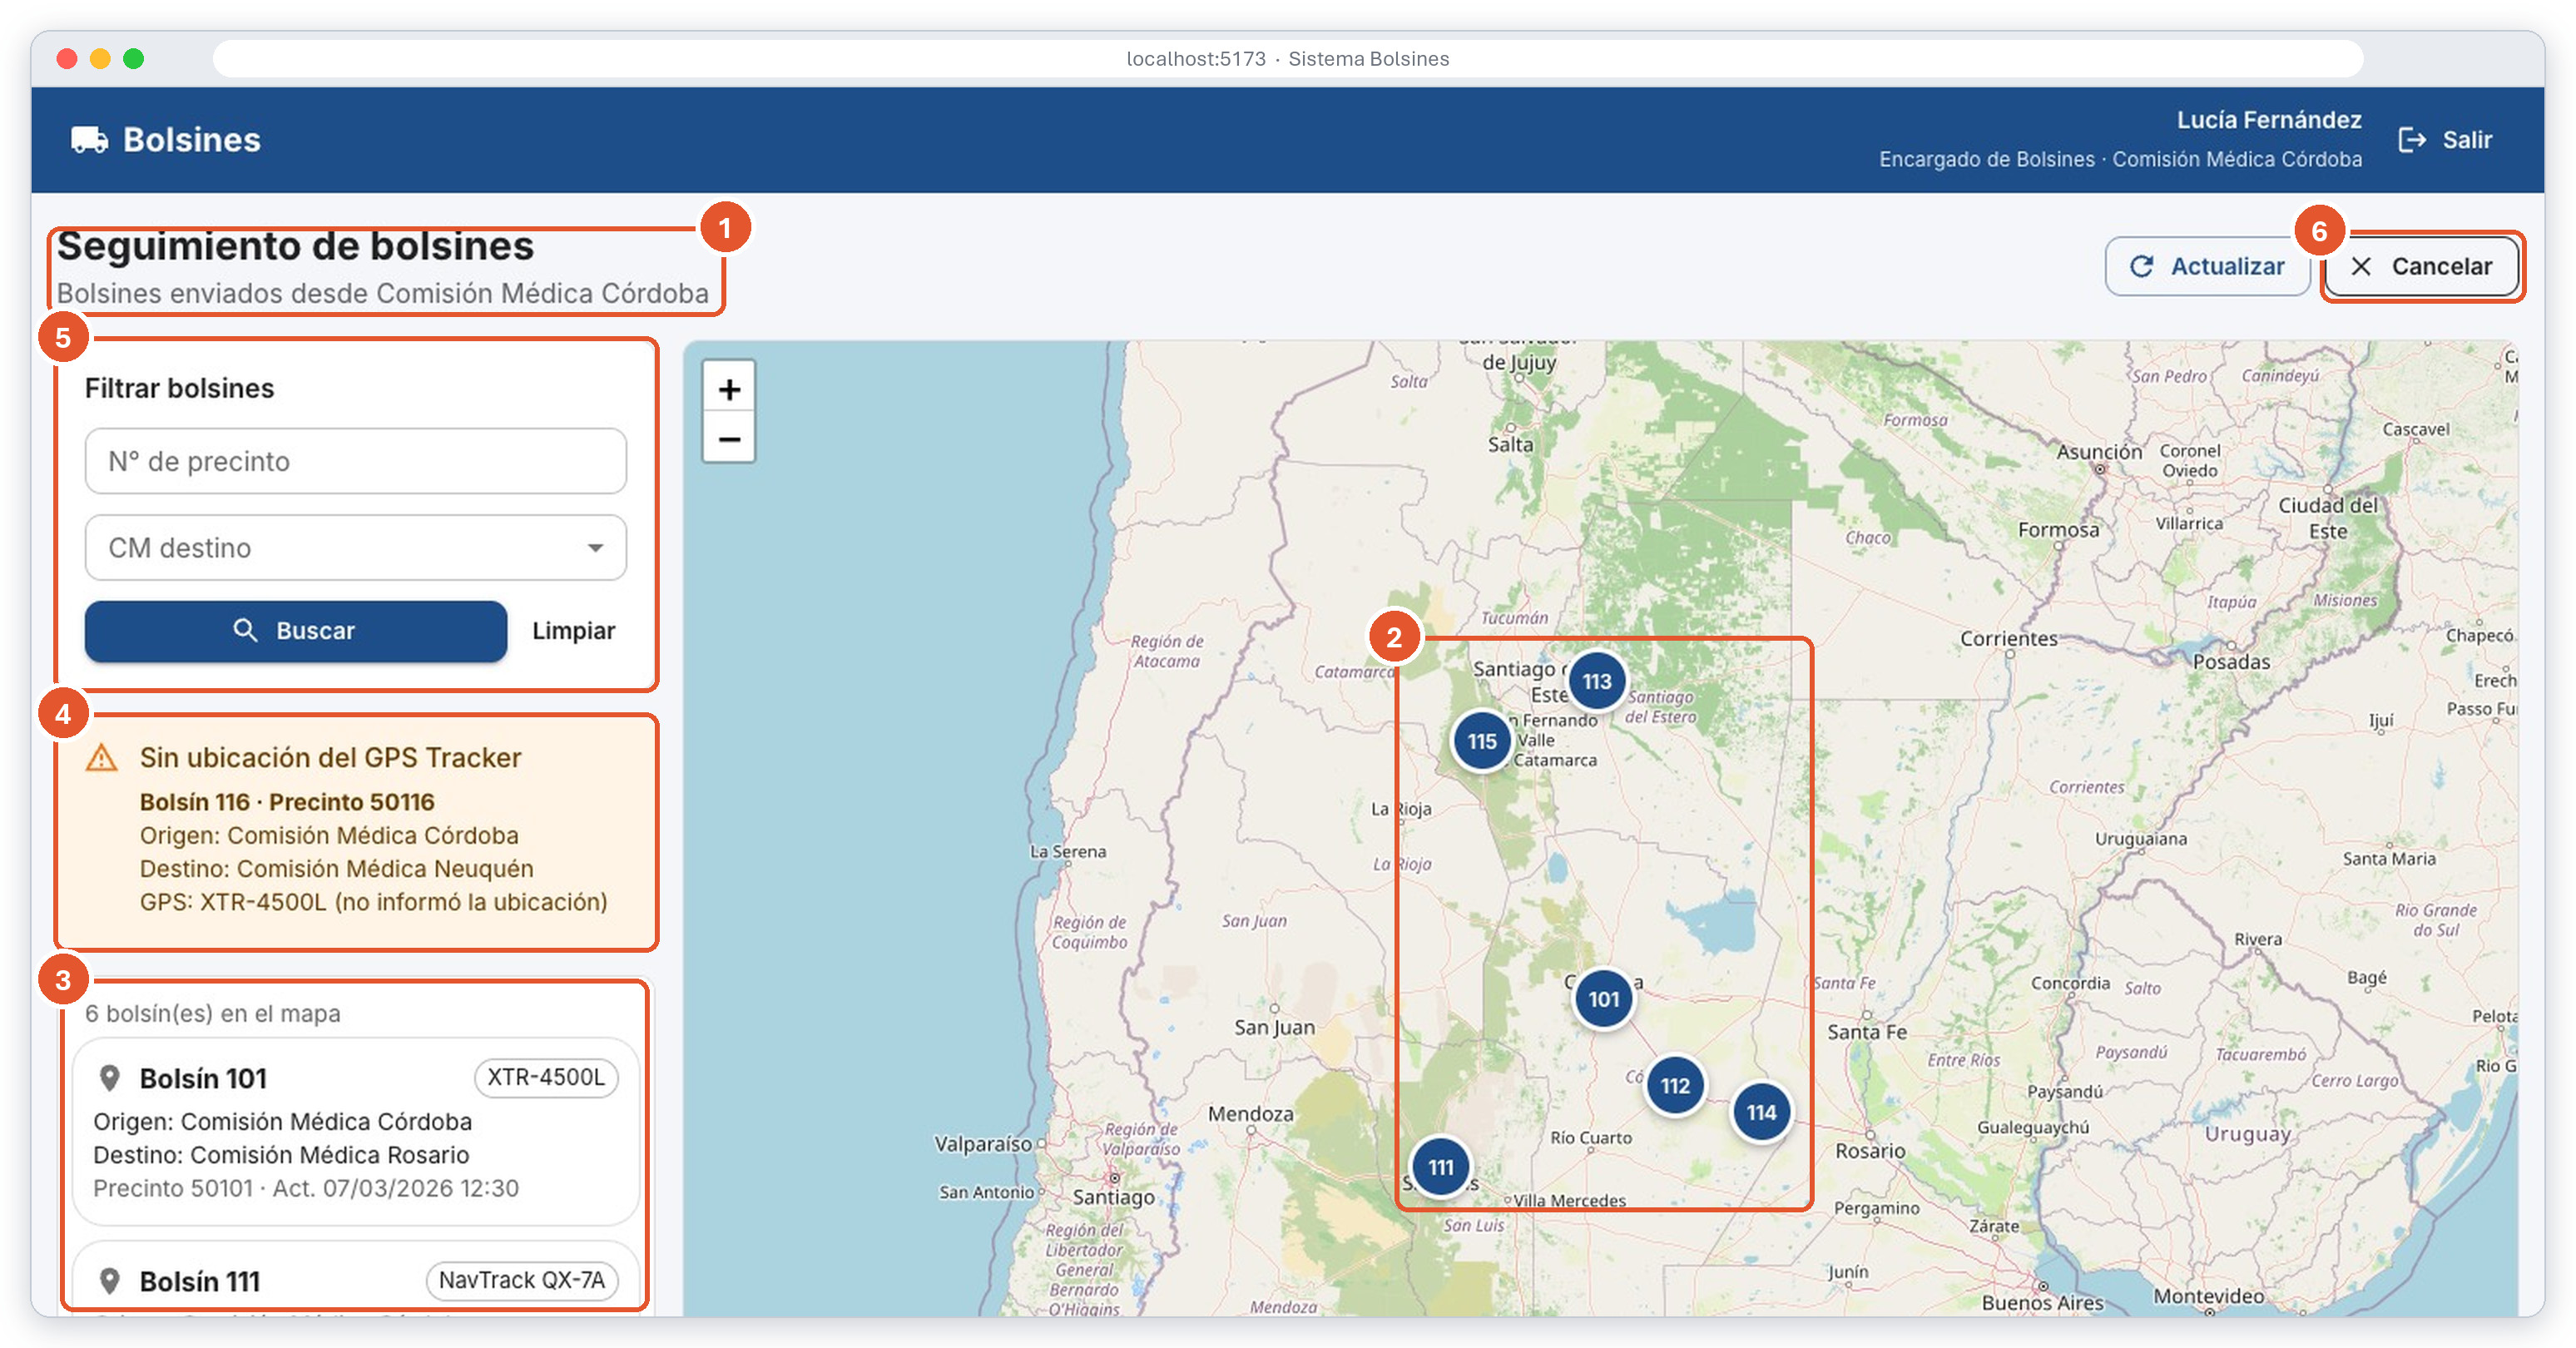 localhost:5173 · Sistema Bolsines
Bolsines
Lucía Fernández
Encargado de Bolsines · Comisión Médica Córdoba
Salir
1
Seguimiento de bolsines
Bolsines enviados desde Comisión Médica Córdoba
Actualizar
6
Cancelar
5
Filtrar bolsines
N° de precinto
CM destino
Buscar
Limpiar
4
Sin ubicación del GPS Tracker
Bolsín 116 · Precinto 50116
Origen: Comisión Médica Córdoba
Destino: Comisión Médica Neuquén
GPS: XTR-4500L (no informó la ubicación)
3
6 bolsín(es) en el mapa
Bolsín 101
XTR-4500L
Origen: Comisión Médica Córdoba
Destino: Comisión Médica Rosario
Precinto 50101 · Act. 07/03/2026 12:30
Bolsín 111
NavTrack QX-7A
+
−
de Jujuy
Salta
Salta
San Pedro
Canindeyú
Formosa
Cascavel
Asunción
Coronel
Oviedo
Ciudad del
Este
Villarrica
Formosa
Chaco
Itapúa
Misiones
Tucumán
Corrientes
Chapecó
Región de
Atacama
Posadas
Catamarca
2
Santiago
113
Santiago
del Estero
Erech
Passo Fu
Ijuí
115
Fernando
Valle
Catamarca
Corrientes
La Rioja
Uruguaiana
La Serena
La Rioja
Santa Maria
Región de
Coquimbo
San Juan
Rio Grande
do Sul
Rivera
Bagé
101
Santa Fe
Concordia
Salto
San Juan
Santa Fe
Pelota
Entre Ríos
Paysandú
Tacuarembó
Rio G
112
Paysandú
Cerro Largo
114
Mendoza
Gualeguaychú
Uruguay
Valparaíso
Región de
Valparaíso
Río Cuarto
Rosario
111
San Antonio
Santiago
Villa Mercedes
Pergamino
San Luis
Zárate
Región del
Libertador
General
Bernardo
O'Higgins
Junín
Buenos Aires
Montevideo
Mendoza